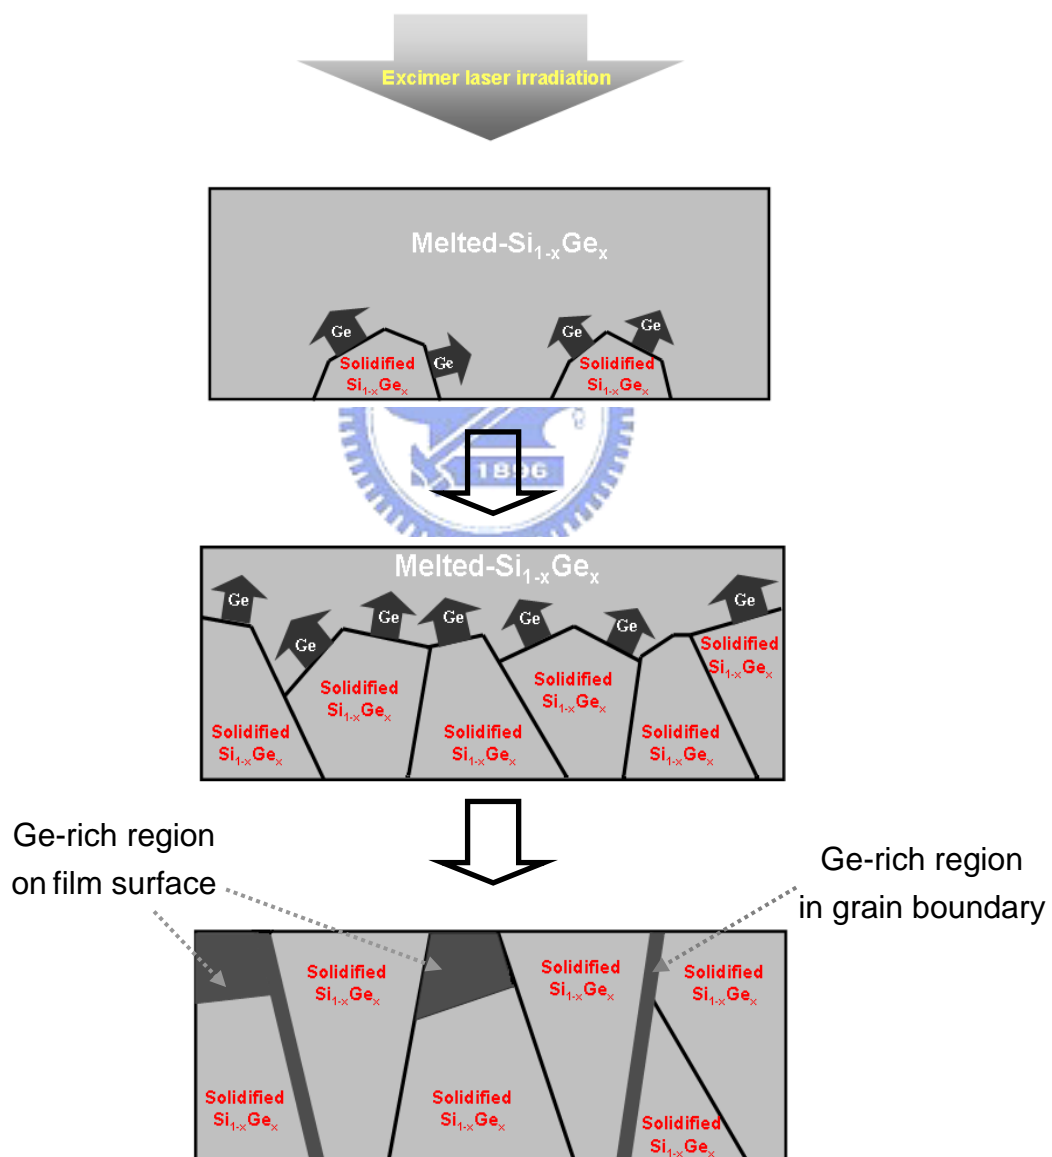 Excimer laser irradiation
Melted-Si1-xGex
Ge
Ge
Ge
Ge
Solidified
Si1-xGex
Solidified
Si1-xGex
1896
Melted-Si1-xGex
Ge
Ge
Ge
Ge
Ge
Ge
Ge
Solidified
Si1-xGex
Solidified
Si1-xGex
Solidified
Si1-xGex
Solidified
Si1-xGex
Solidified
Si1-xGex
Solidified
Si1-xGex
Ge-rich region
on film surface
Ge-rich region
in grain boundary
Solidified
Si1-xGex
Solidified
Si1-xGex
Solidified
Si1-xGex
Solidified
Si1-xGex
Solidified
Si1-xGex
Solidified
Si1-xGex